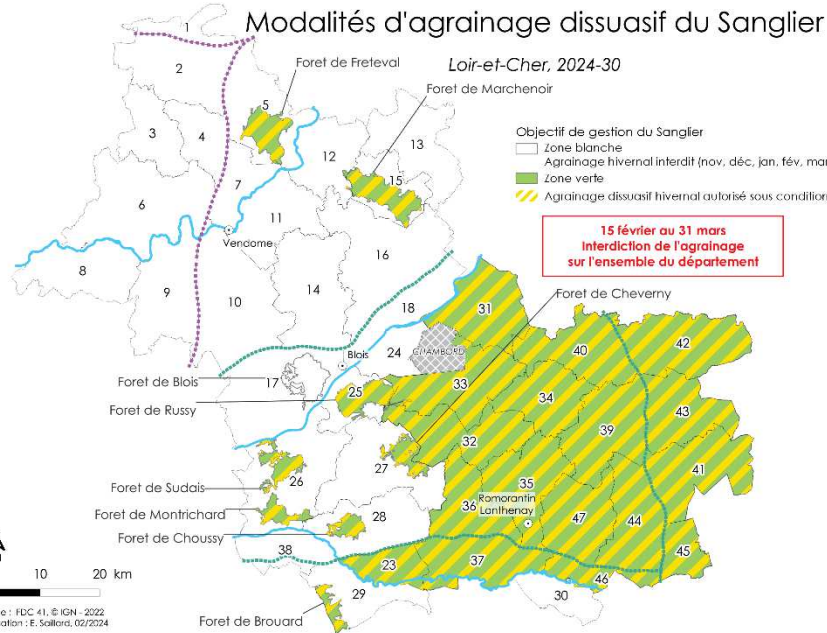 Modalités d'agrainage dissuasif du Sanglier
Loir-et-Cher, 2024-30
Foret de Freteval
Foret de Marchenoir
Objectif de gestion du Sanglier
Zone blanche
Agrainage hivernal interdit (nov, déc, jan, fév, mar
Zone verte
Agrainage dissuasif hivernal autorisé sous condition
15 février au 31 mars
Interdiction de l'agrainage
sur l'ensemble du département
1
2
3
4
5
6
7
8
9
10
11
12
13
14
15
16
Vendome
18
31
Foret de Cheverny
Blois
24
CHAMBORD
17
Foret de Blois
25
Foret de Russy
33
40
42
34
43
39
32
27
41
26
35
Foret de Sudais
36
Romorantin
Lanthenay
47
44
Foret de Montrichard
28
Foret de Choussy
38
23
37
45
46
30
29
Foret de Brouard
10
20 km
e : FDC 41, © IGN - 2022
ation : E. Saillard, 02/2024